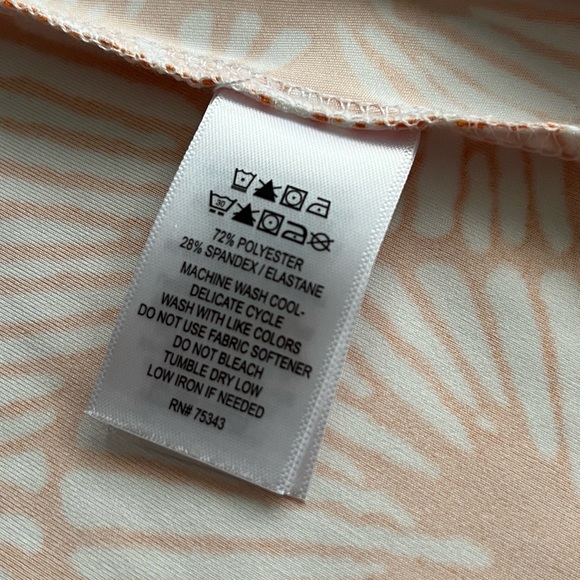 30
72% POLYESTER
28% SPANDEX / ELASTANE
MACHINE WASH COOL-
DELICATE CYCLE
WASH WITH LIKE COLORS
DO NOT USE FABRIC SOFTENER
DO NOT BLEACH
TUMBLE DRY LOW
LOW IRON IF NEEDED
RN# 75343